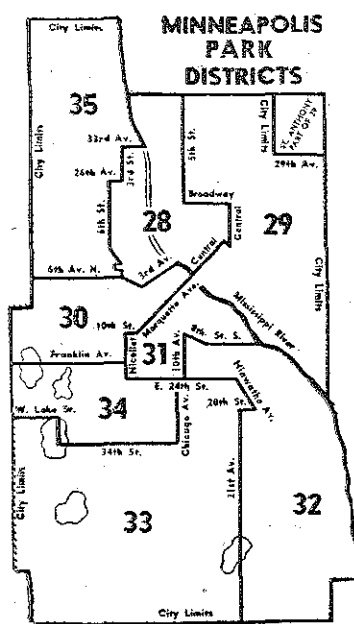 MINNEAPOLIS
PARK
DISTRICTS
City Limits
35
City Limits
33rd Av.
3rd St.
26th Av.
6th St.
28
5th St.
Broadway
Central
City Limits
ST. ANTHONY
PART OF 29
29th Av.
29
City Limits
6th Av. N.
3rd Av.
Central
Marquette Av.
Mississippi River
30
10th St.
Nicollet
31
10th Av.
8th St. S.
Franklin Av.
E. 24th St.
Hiawatha Av.
28th St.
34
W. Lake St.
34th St.
Chicago Av.
21st Av.
33
32
City Limits
City Limits